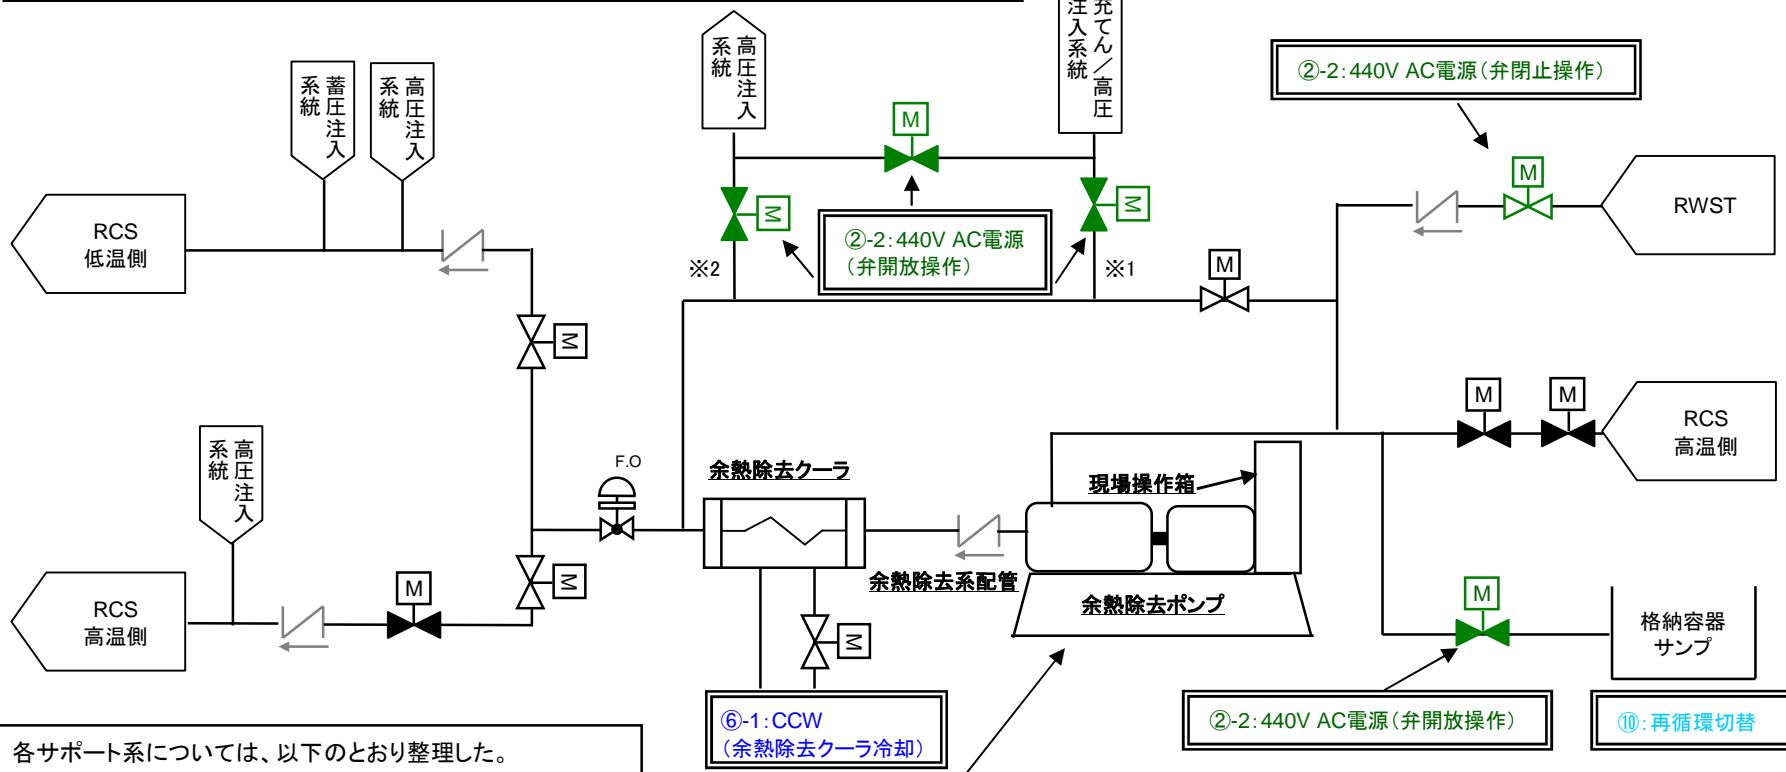 高圧注入
系統
充てん／高圧
注入系統
②-2：440V AC電源（弁閉止操作）
蓄圧注入
系統
高圧注入
系統
M
M
RCS
低温側
M
M
②-2：440V AC電源
（弁開放操作）
※2
※1
RWST
M
M
M
M
RCS
高温側
高圧注入
系統
F.O
余熱除去クーラ
現場操作箱
余熱除去系配管
余熱除去ポンプ
M
M
M
RCS
高温側
M
M
格納容器
サンプ
⑥-1：CCW
（余熱除去クーラ冷却）
②-2：440V AC電源（弁開放操作）
⑩：再循環切替
各サポート系については、以下のとおり整理した。